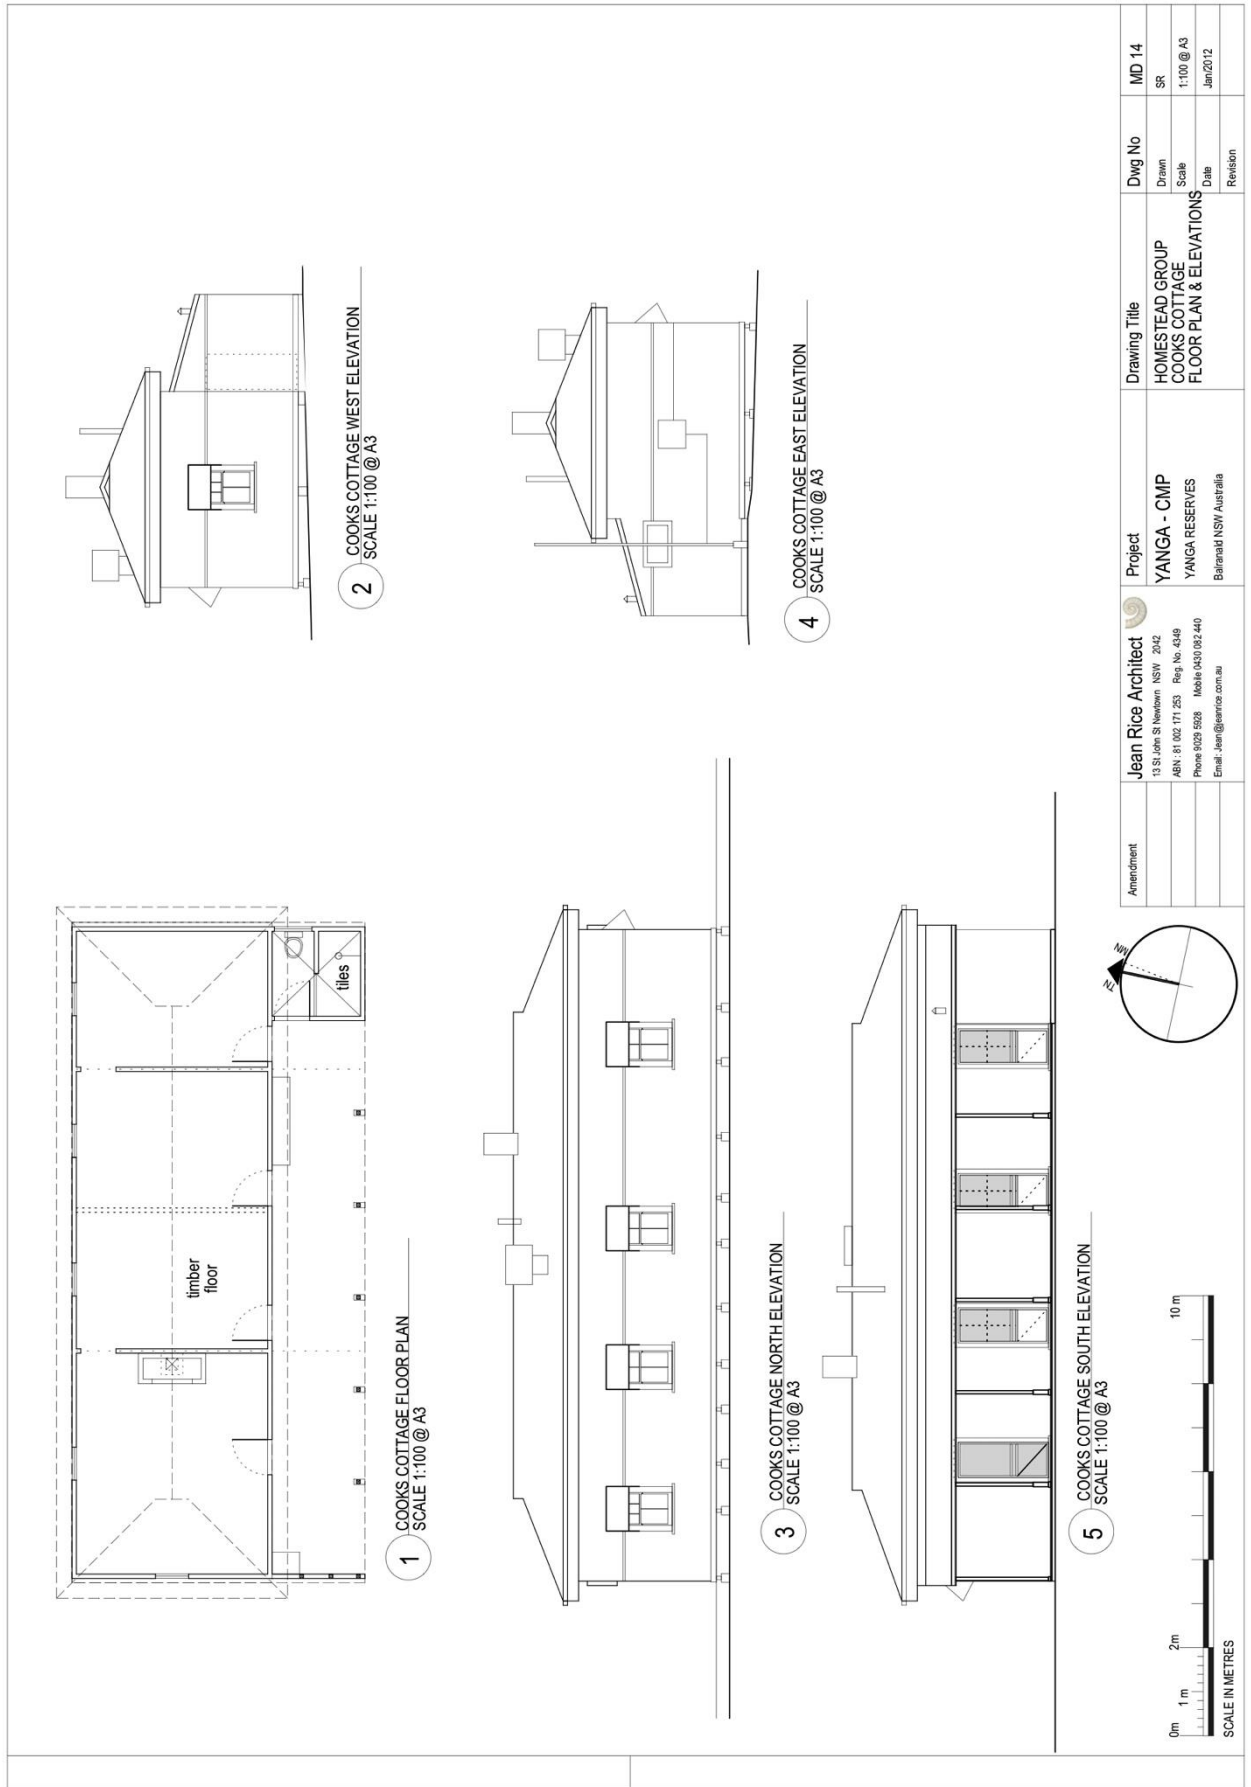 timber
floor
tiles
1
COOKS COTTAGE FLOOR PLAN
SCALE 1:100 @ A3
2
COOKS COTTAGE WEST ELEVATION
SCALE 1:100 @ A3
3
COOKS COTTAGE NORTH ELEVATION
SCALE 1:100 @ A3
4
COOKS COTTAGE EAST ELEVATION
SCALE 1:100 @ A3
5
COOKS COTTAGE SOUTH ELEVATION
SCALE 1:100 @ A3
0m 1 m 2m 10 m
SCALE IN METRES
TN
MN
Amendment
Jean Rice Architect
13 St John St Newtown NSW 2042
ABN : 81 002 171 253 Reg. No. 4349
Phone 9029 5928 Mobile 0430 082 440
Email: Jean@jeanrice.com.au
Project
YANGA - CMP
YANGA RESERVES
Balranald NSW Australia
Drawing Title
HOMESTEAD GROUP
COOKS COTTAGE
FLOOR PLAN & ELEVATIONS
Dwg No MD 14
Drawn SR
Scale 1:100 @ A3
Date Jan/2012
Revision